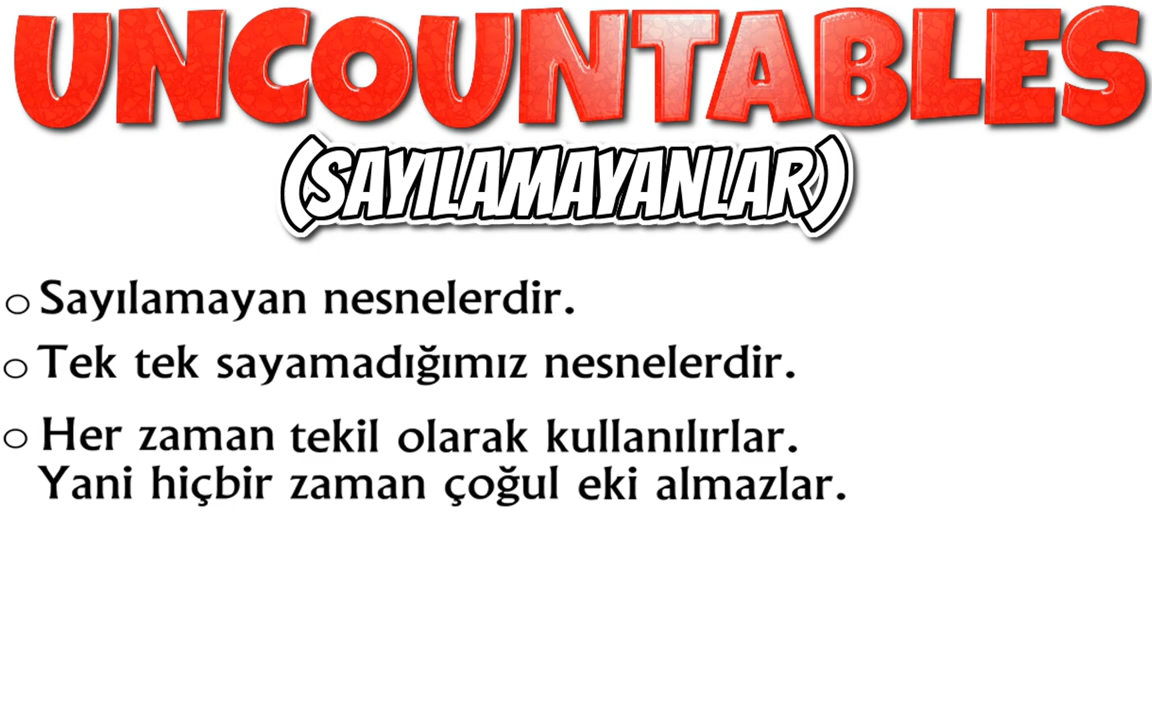 UNCOUNTABLES
(SAYILAMAYANLAR)
o Sayılamayan nesnelerdir.
o Tek tek sayamadığımız nesnelerdir.
o Her zaman tekil olarak kullanılırlar.
Yani hiçbir zaman çoğul eki almazlar.